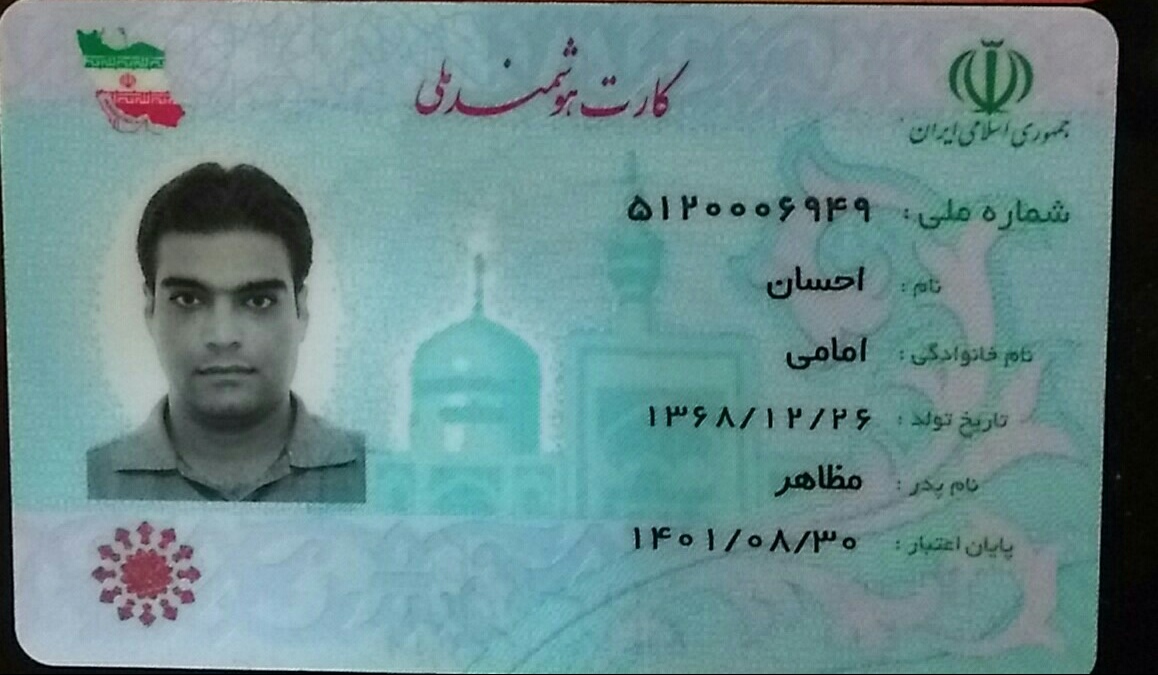 کارت هوشمند ملی
جمهوری اسلامی ایران
شماره ملی : ۵۱۲۰۰۰۶۹۴۹
نام : احسان
نام خانوادگی : امامی
تاریخ تولد : ۱۳۶۸/۱۲/۲۶
نام پدر : مظاهر
پایان اعتبار : ۱۴۰۱/۰۸/۳۰